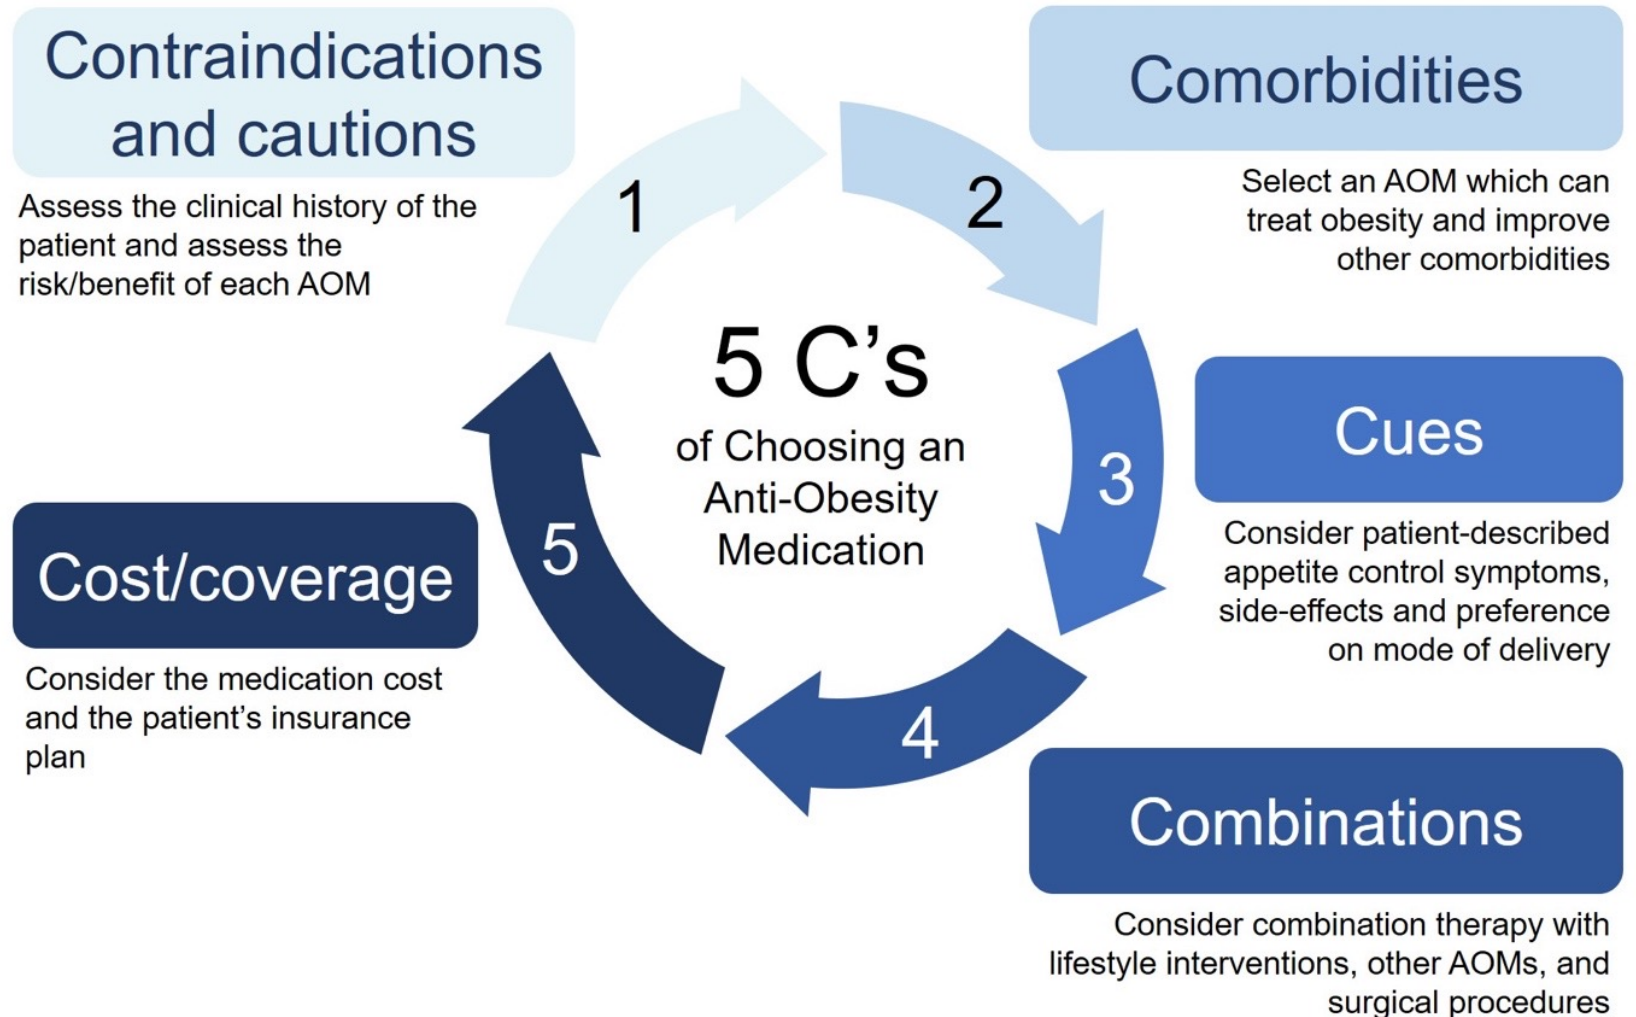 Contraindications
and cautions
Assess the clinical history of the
patient and assess the
risk/benefit of each AOM
1
2
Comorbidities
Select an AOM which can
treat obesity and improve
other comorbidities
5 C’s
of Choosing an
Anti-Obesity
Medication
3
Cues
Consider patient-described
appetite control symptoms,
side-effects and preference
on mode of delivery
4
Combinations
Consider combination therapy with
lifestyle interventions, other AOMs, and
surgical procedures
5
Cost/coverage
Consider the medication cost
and the patient’s insurance
plan